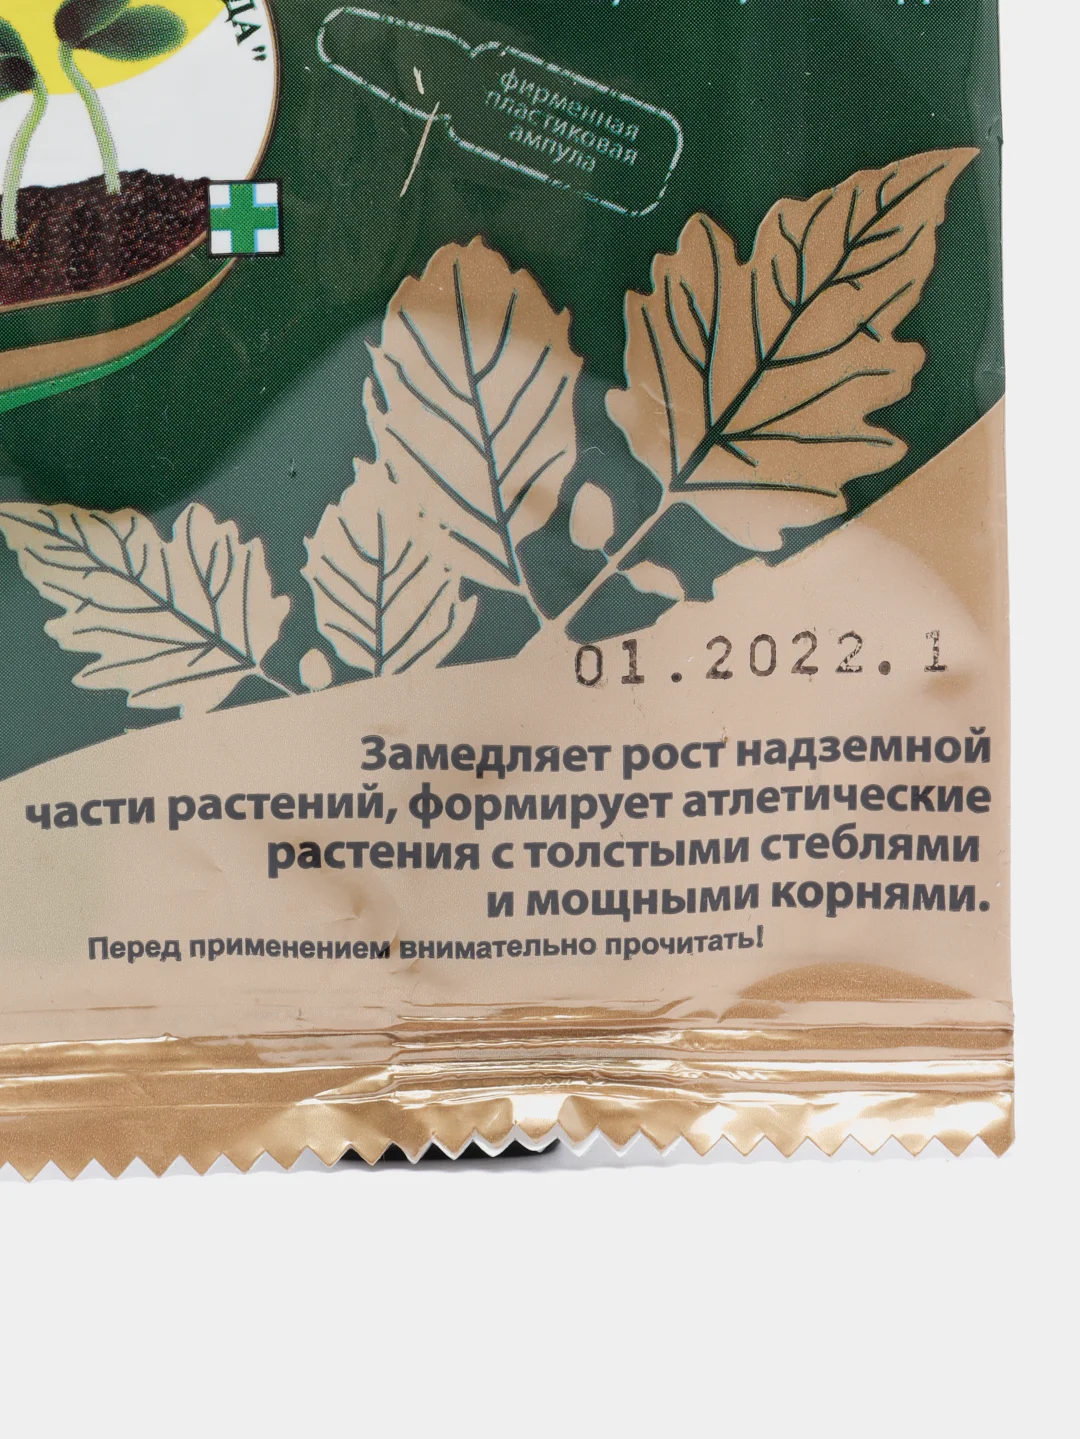 ДА"
фирменная
пластиковая
ампула
01.2022.1
Замедляет рост надземной
части растений, формирует атлетические
растения с толстыми стеблями
и мощными корнями.
Перед применением внимательно прочитать!